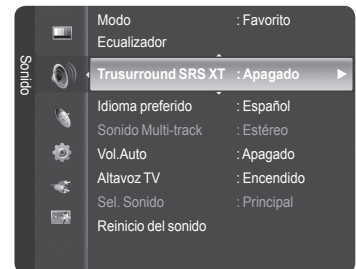 Sonido
Modo : Favorito
Ecualizador
Trusurround SRS XT : Apagado
Idioma preferido : Español
Sonido Multi-track : Estéreo
Vol.Auto : Apagado
Altavoz TV : Encendido
Sel. Sonido : Principal
Reinicio del sonido